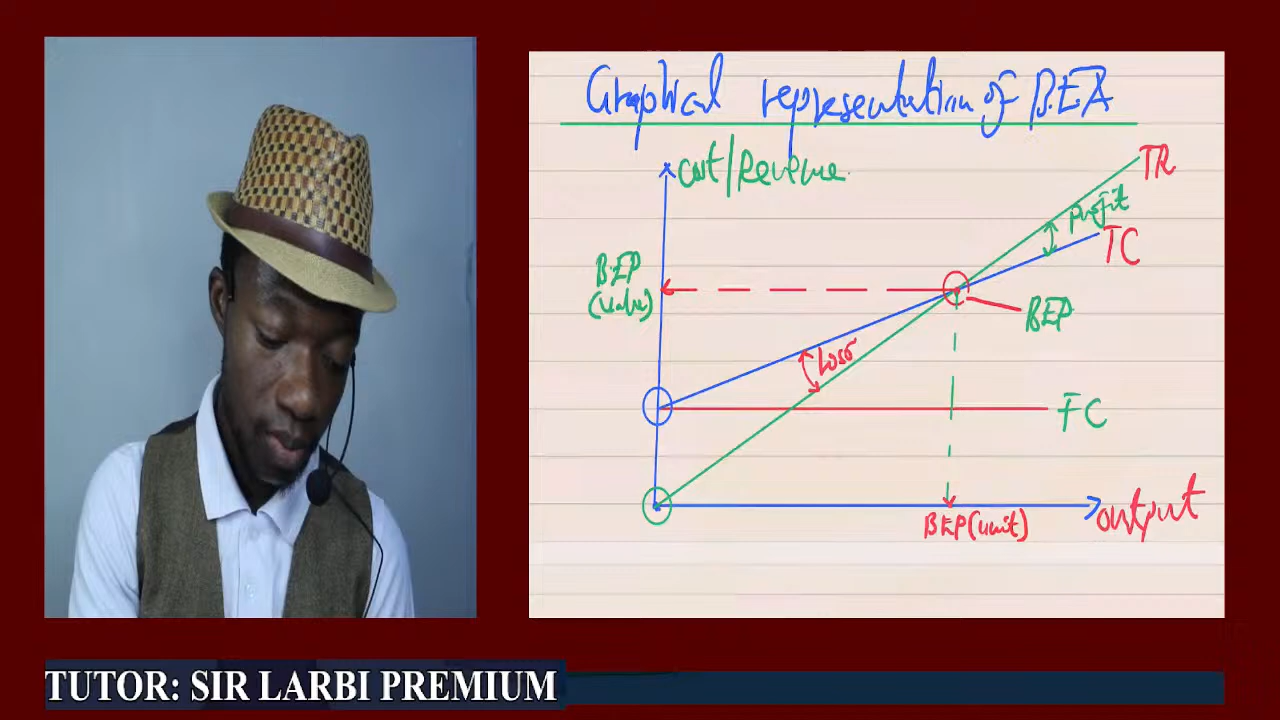 Graphical representation of BEA
cost/Revenue
TR
profit
TC
BEP
(value)
BEP
Loss
FC
output
BEP(unit)
TUTOR: SIR LARBI PREMIUM